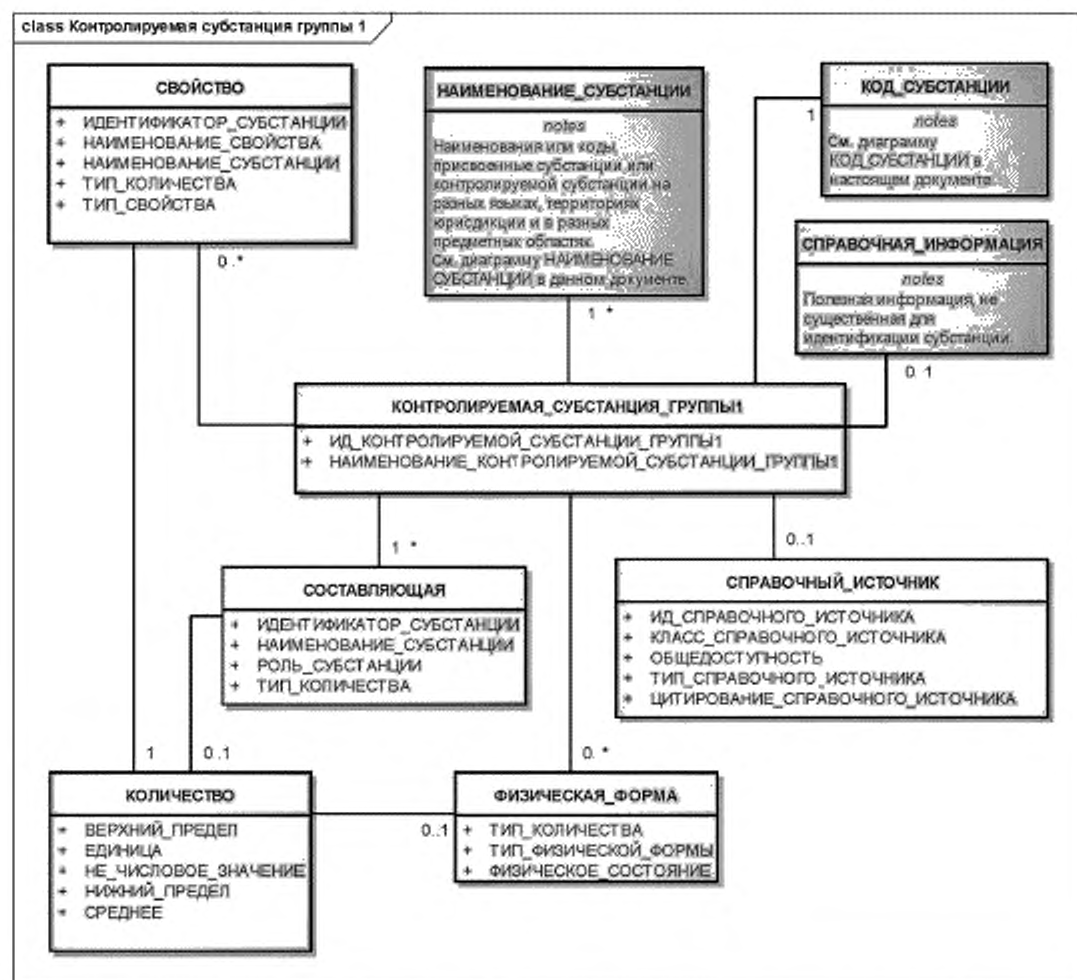 class Контролируемая субстанция группы 1
СВОЙСТВО
+ ИДЕНТИФИКАТОР_СУБСТАНЦИИ
+ НАИМЕНОВАНИЕ_СВОЙСТВА
+ НАИМЕНОВАНИЕ_СУБСТАНЦИИ
+ ТИП_КОЛИЧЕСТВА
+ ТИП_СВОЙСТВА
0..*
НАИМЕНОВАНИЕ_СУБСТАНЦИИ
notes
Наименования или коды,
присвоенные субстанции или
контролируемой субстанции на
разных языках, территориях
юрисдикции и в разных
предметных областях.
См. диаграмму НАИМЕНОВАНИЕ
СУБСТАНЦИИ в данном документе.
1 *
КОД_СУБСТАНЦИИ
notes
См. диаграмму
КОД_СУБСТАНЦИИ в
настоящем документе
1
СПРАВОЧНАЯ_ИНФОРМАЦИЯ
notes
Полезная информация, не
существенная для
идентификации субстанции.
0. 1
КОНТРОЛИРУЕМАЯ_СУБСТАНЦИЯ_ГРУППЫ1
+ ИД_КОНТРОЛИРУЕМОЙ_СУБСТАНЦИИ_ГРУППЫ1
+ НАИМЕНОВАНИЕ_КОНТРОЛИРУЕМОЙ_СУБСТАНЦИИ_ГРУППЫ1
1 *
0..1
СОСТАВЛЯЮЩАЯ
+ ИДЕНТИФИКАТОР_СУБСТАНЦИИ
+ НАИМЕНОВАНИЕ_СУБСТАНЦИИ
+ РОЛЬ_СУБСТАНЦИИ
+ ТИП_КОЛИЧЕСТВА
СПРАВОЧНЫЙ_ИСТОЧНИК
+ ИД_СПРАВОЧНОГО_ИСТОЧНИКА
+ КЛАСС_СПРАВОЧНОГО_ИСТОЧНИКА
+ ОБЩЕДОСТУПНОСТЬ
+ ТИП_СПРАВОЧНОГО_ИСТОЧНИКА
+ ЦИТИРОВАНИЕ_СПРАВОЧНОГО_ИСТОЧНИКА
1
0..1
0. *
КОЛИЧЕСТВО
+ ВЕРХНИЙ_ПРЕДЕЛ
+ ЕДИНИЦА
+ НЕ_ЧИСЛОВОЕ_ЗНАЧЕНИЕ
+ НИЖНИЙ_ПРЕДЕЛ
+ СРЕДНЕЕ
0..1
ФИЗИЧЕСКАЯ_ФОРМА
+ ТИП_КОЛИЧЕСТВА
+ ТИП_ФИЗИЧЕСКОЙ_ФОРМЫ
+ ФИЗИЧЕСКОЕ_СОСТОЯНИЕ